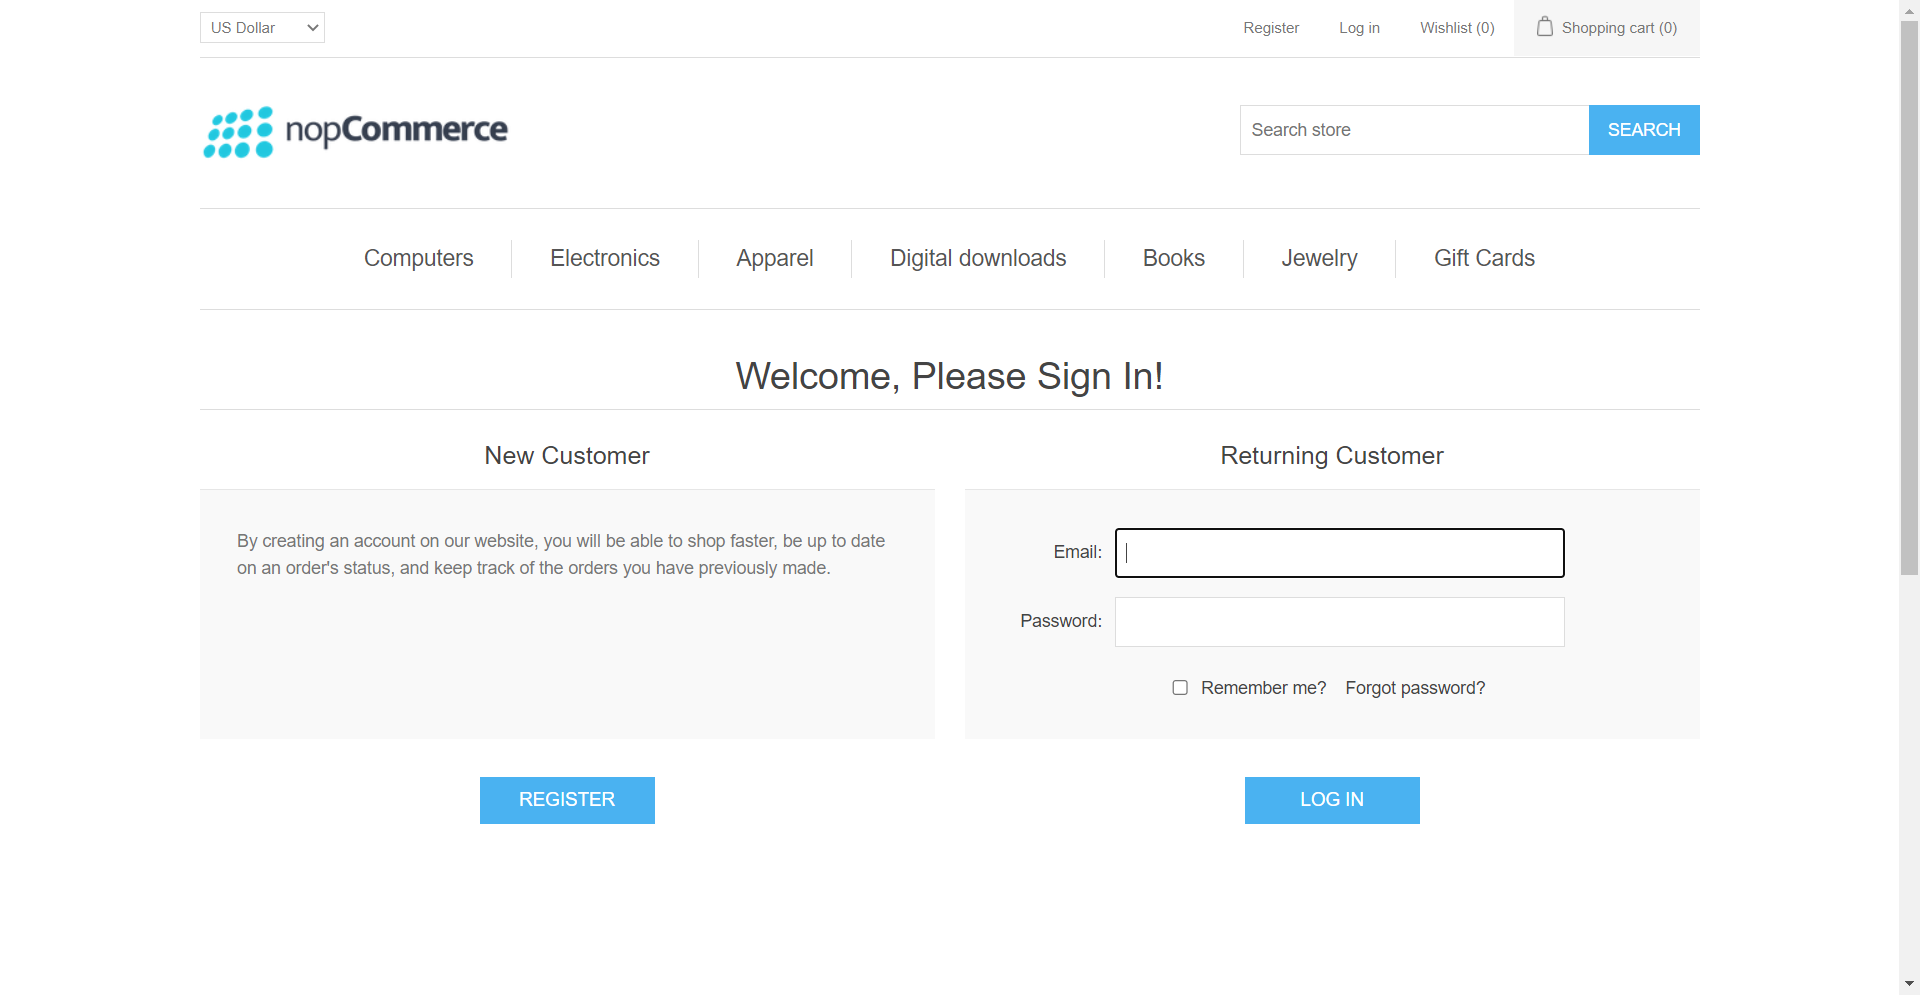 US Dollar
Register
Log in
Wishlist (0)
Shopping cart (0)
nopCommerce
Search store
SEARCH
Computers
Electronics
Apparel
Digital downloads
Books
Jewelry
Gift Cards
Welcome, Please Sign In!
New Customer
By creating an account on our website, you will be able to shop faster, be up to date
on an order's status, and keep track of the orders you have previously made.
REGISTER
Returning Customer
Email:
Password:
Remember me?
Forgot password?
LOG IN